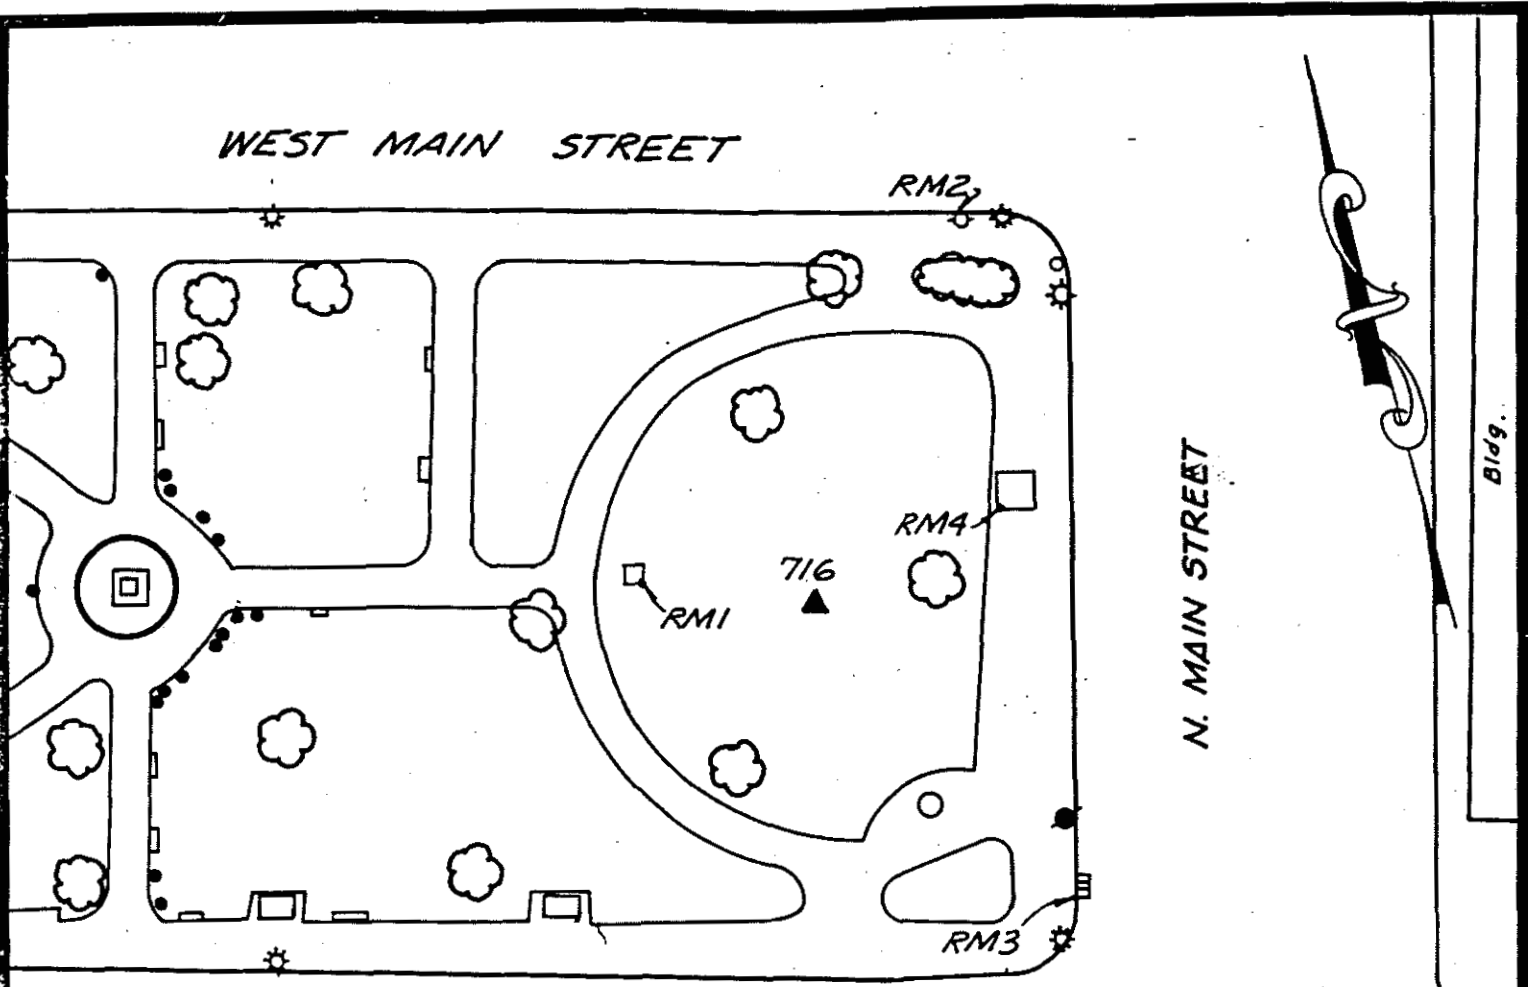 WEST MAIN STREET
RM2
Bldg.
N. MAIN STREET
RM4
716
RM1
RM3